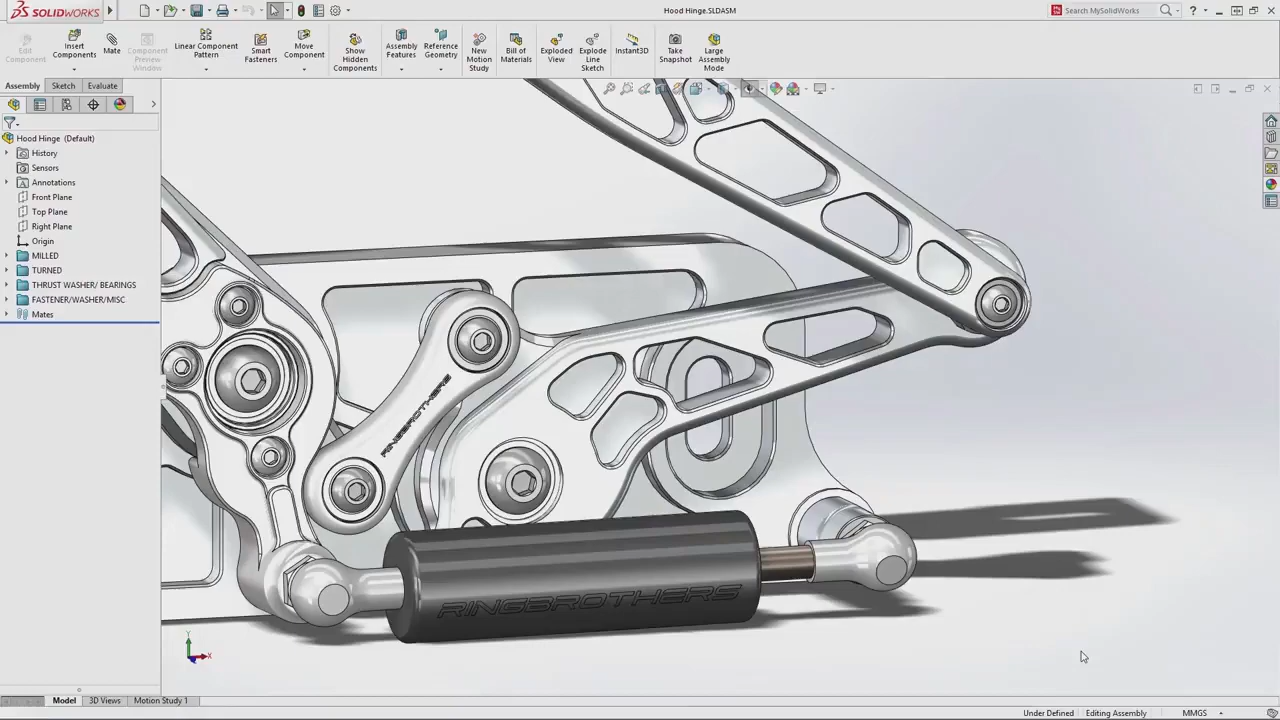 SOLIDWORKS
Hood Hinge.SLDASM
Search MySolidWorks
Edit Component
Insert Components
Mate
Component Preview Window
Linear Component Pattern
Smart Fasteners
Move Component
Show Hidden Components
Assembly Features
Reference Geometry
New Motion Study
Bill of Materials
Exploded View
Explode Line Sketch
Instant3D
Take Snapshot
Large Assembly Mode
Assembly
Sketch
Evaluate
Hood Hinge (Default)
History
Sensors
Annotations
Front Plane
Top Plane
Right Plane
Origin
MILLED
TURNED
THRUST WASHER/ BEARINGS
FASTENER/WASHER/MISC
Mates
RINGBROTHERS
RINGBROTHERS
Y
X
Model
3D Views
Motion Study 1
Under Defined
Editing Assembly
MMGS